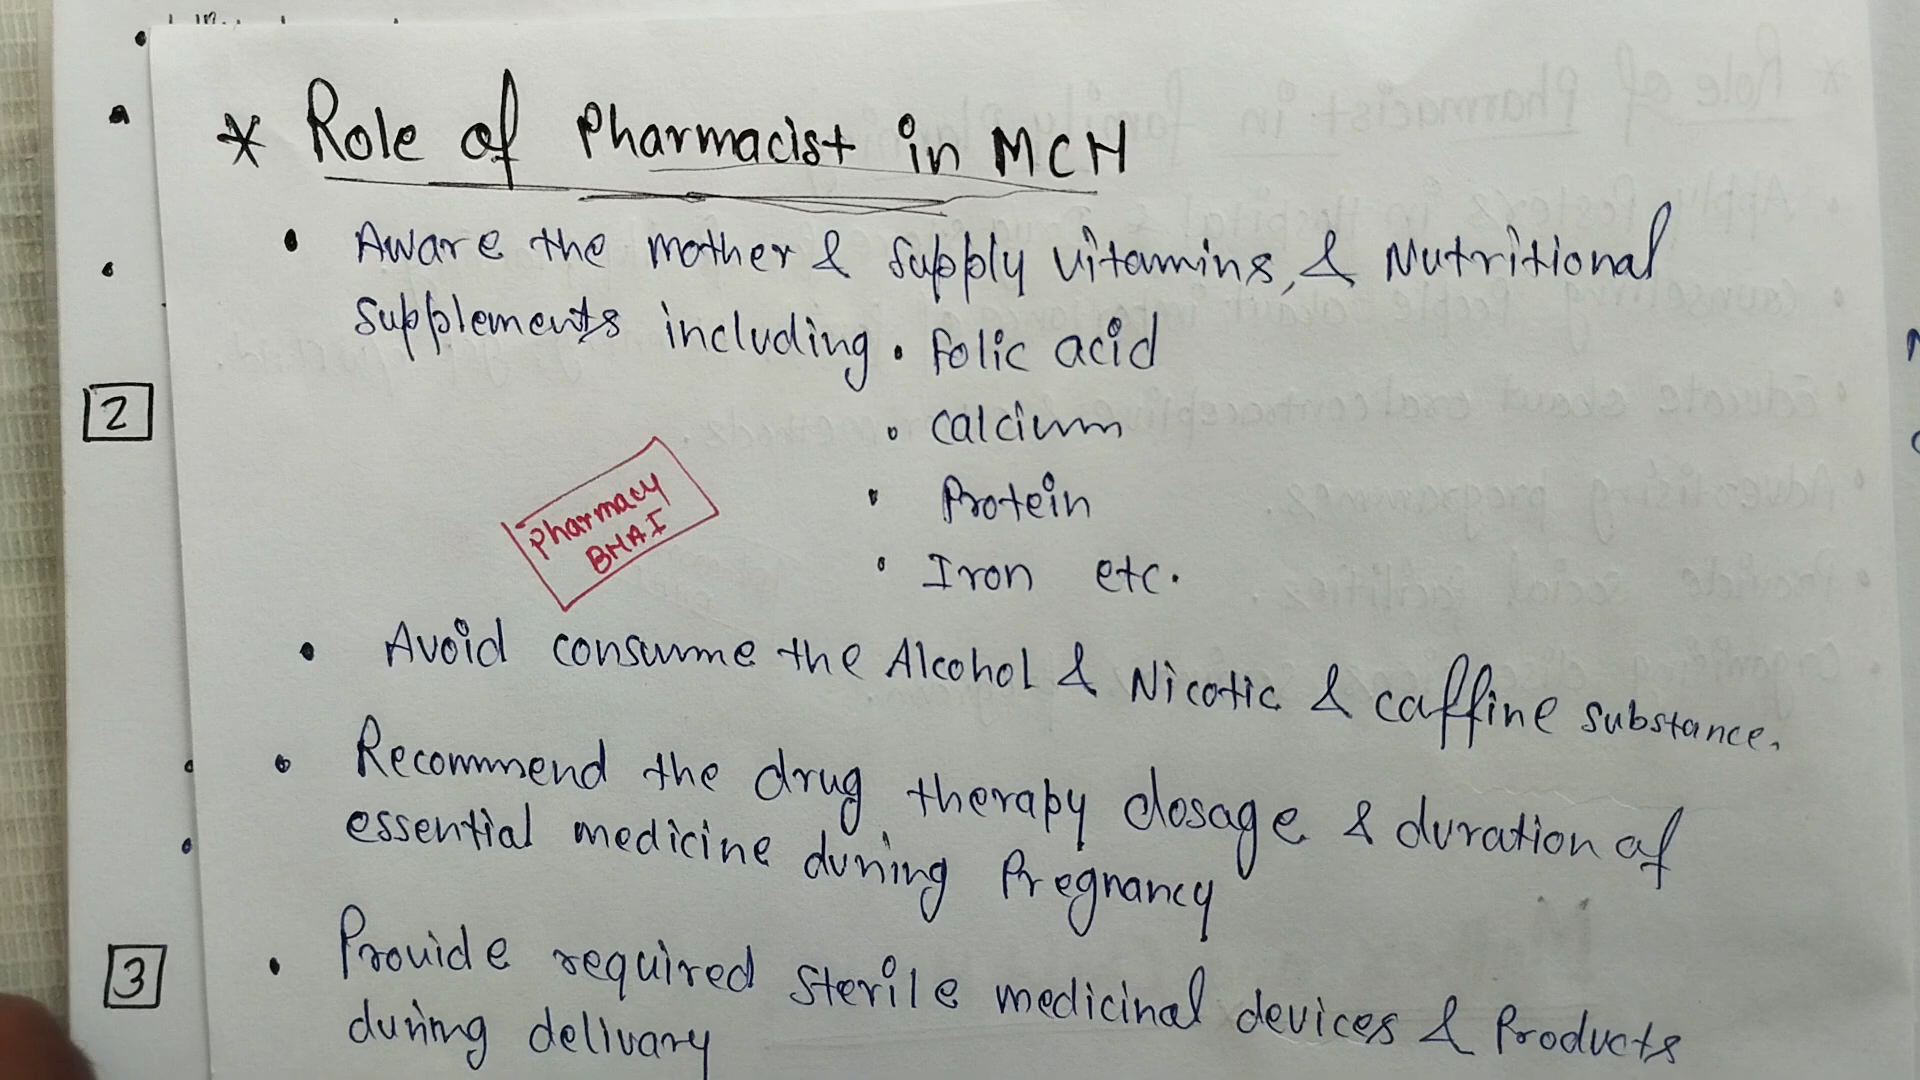 * Role of Pharmacist in MCH
• Aware the mother & Supply vitamins, & Nutritional
Supplements including • Folic acid
• Calcium
• Protein
• Iron etc.
Pharmacy
BHAI
• Avoid consume the Alcohol & Nicotic & caffine substance.
• Recommend the drug therapy dosage & duration of
essential medicine during Pregnancy
• Provide required sterile medicinal devices & Products
during delivary
2
3